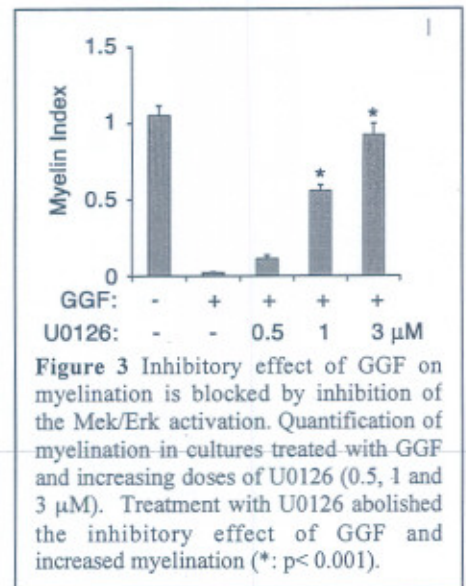 1.5
1
0.5
0
Myelin Index
*
*
GGF: - + + + +
U0126: - - 0.5 1 3 μM
Figure 3 Inhibitory effect of GGF on
myelination is blocked by inhibition of
the Mek/Erk activation. Quantification of
myelination in cultures treated with GGF
and increasing doses of U0126 (0.5, 1 and
3 μM). Treatment with U0126 abolished
the inhibitory effect of GGF and
increased myelination (*: p< 0.001).